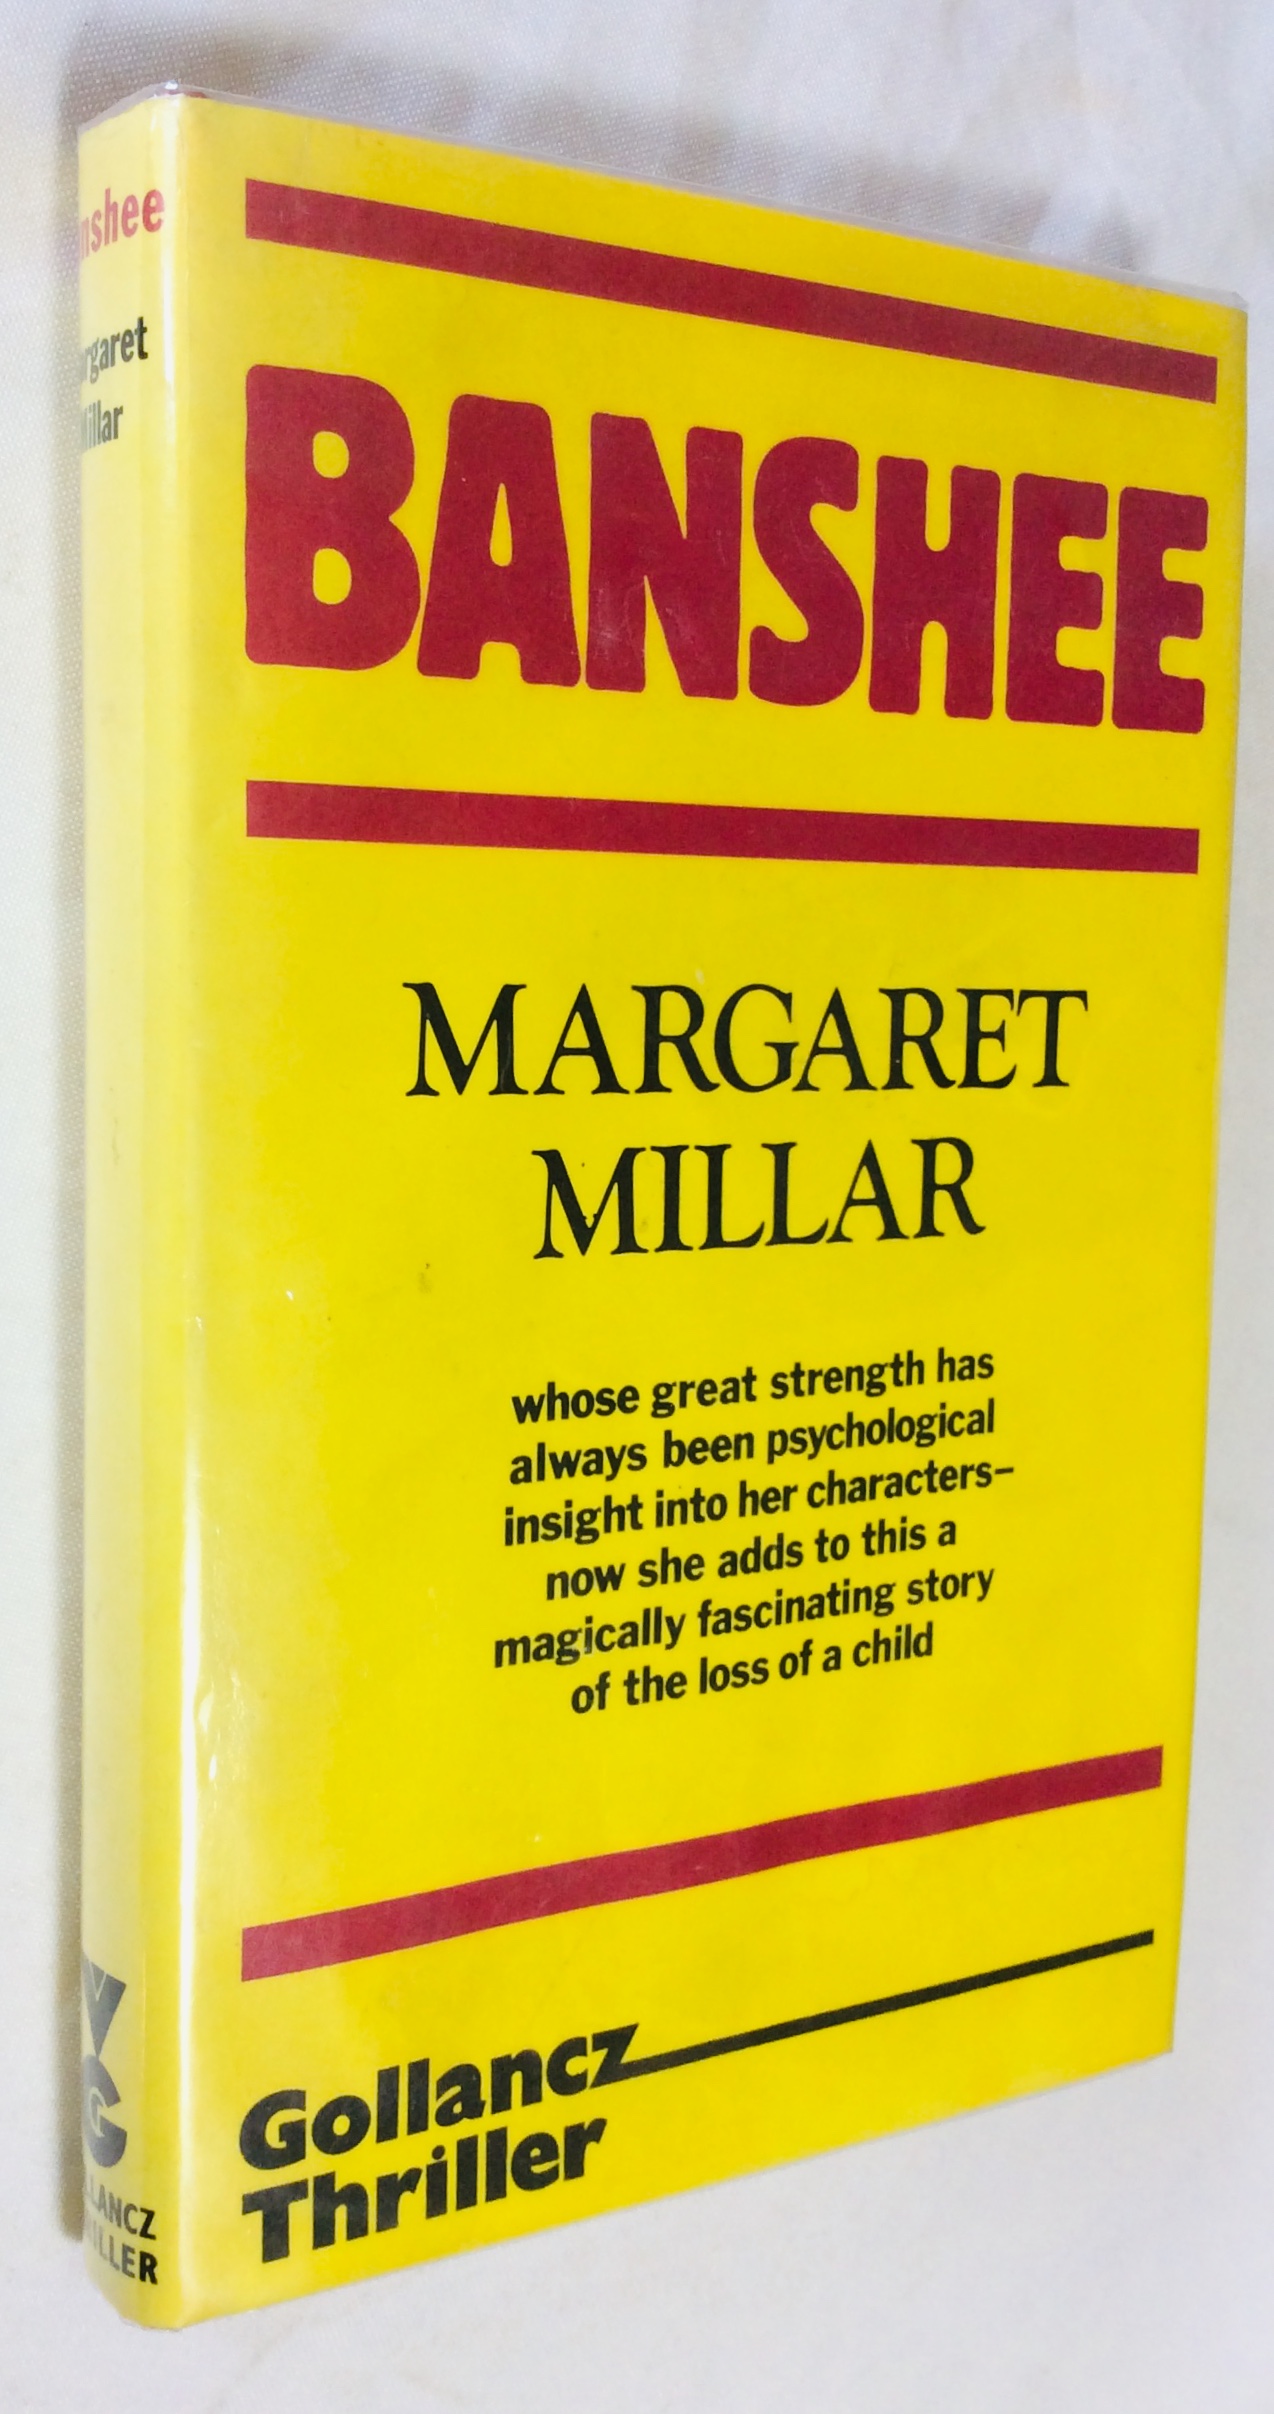 BANSHEE
MARGARET
MILLAR
whose great strength has
always been psychological
insight into her characters–
now she adds to this a
magically fascinating story
of the loss of a child
Gollancz
Thriller
VG